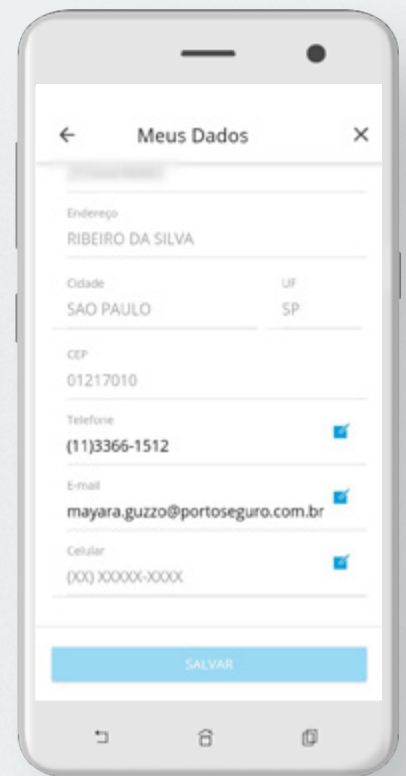 Meus Dados
Endereço
RIBEIRO DA SILVA
Cidade UF
SAO PAULO SP
CEP
01217010
Telefone
(11)3366-1512
E-mail
mayara.guzzo@portoseguro.com.br
Celular
(XX) XXXXX-XXXX
SALVAR